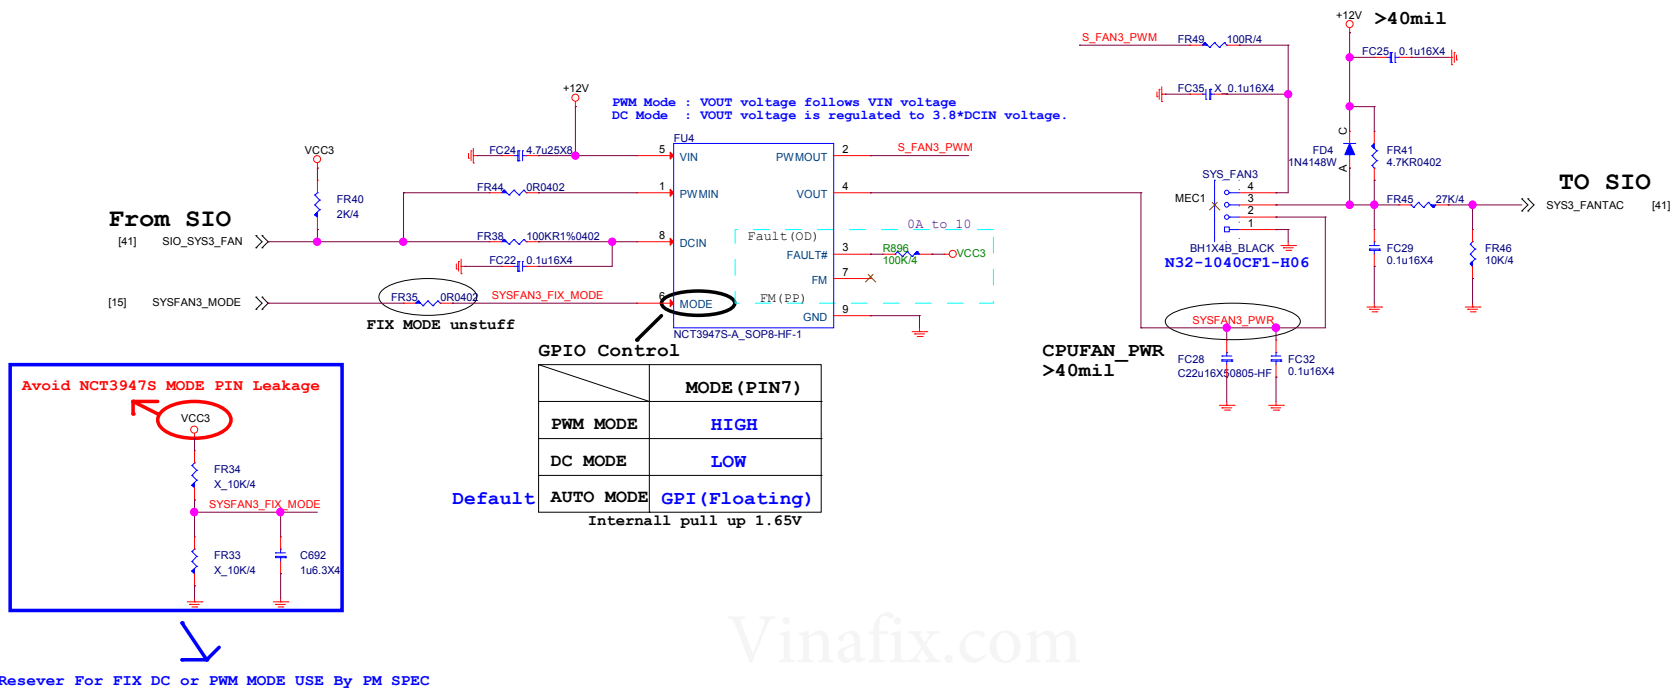 +12V >40mil
S_FAN3_PWM FR49 100R/4
FC25 0.1u16X4
+12V
FC35 X_0.1u16X4
PWM Mode : VOUT voltage follows VIN voltage
DC Mode : VOUT voltage is regulated to 3.8*DCIN voltage.
FU4
VCC3
FC24 4.7u25X8 5 VIN PWMOUT 2 S_FAN3_PWM
C
FD4
1N4148W
A
FR41
4.7KR0402
FR40
2K/4
FR44 0R0402 1 PWMIN VOUT 4
SYS_FAN3
MEC1
4
3
2
1
BH1X4B_BLACK
N32-1040CF1-H06
FR45 27K/4
TO SIO
SYS3_FANTAC [41]
From SIO
[41] SIO_SYS3_FAN
FR38 100KR1%0402 8 DCIN
FC22 0.1u16X4
0A_to_10
Fault(OD)
FAULT# 3 R896
100K/4
VCC3
FM 7
FM(PP)
GND 9
FC29
0.1u16X4
FR46
10K/4
[15] SYSFAN3_MODE
FR35 0R0402 SYSFAN3_FIX_MODE 6 MODE
FIX MODE unstuff
NCT3947S-A_SOP8-HF-1
SYSFAN3_PWR
CPUFAN_PWR
>40mil
FC28
C22u16X50805-HF
FC32
0.1u16X4
GPIO Control
MODE(PIN7)
PWM MODE HIGH
DC MODE LOW
Default AUTO MODE GPI(Floating)
Internall pull up 1.65V
Avoid NCT3947S MODE PIN Leakage
VCC3
FR34
X_10K/4
SYSFAN3_FIX_MODE
FR33
X_10K/4
C692
1u6.3X4
Vinafix.com
Resever For FIX DC or PWM MODE USE By PM SPEC